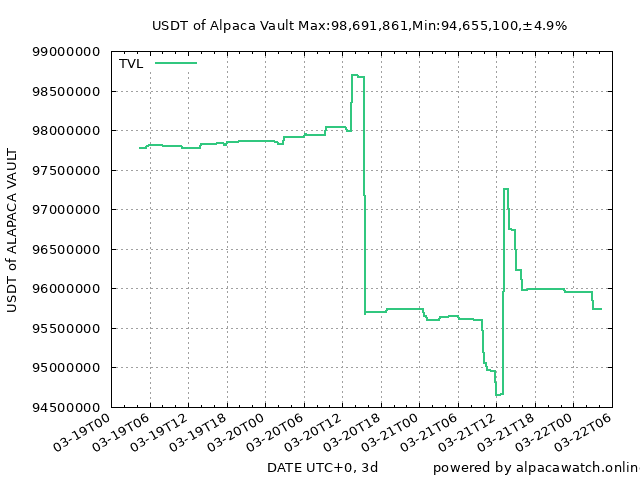 USDT of Alpaca Vault Max:98,691,861,Min:94,655,100,±4.9%
TVL
99000000
98500000
98000000
97500000
97000000
96500000
96000000
95500000
95000000
94500000
USDT of ALAPACA VAULT
03-19T00
03-19T06
03-19T12
03-19T18
03-20T00
03-20T06
03-20T12
03-20T18
03-21T00
03-21T06
03-21T12
03-21T18
03-22T00
03-22T06
DATE UTC+0, 3d
powered by alpacawatch.online